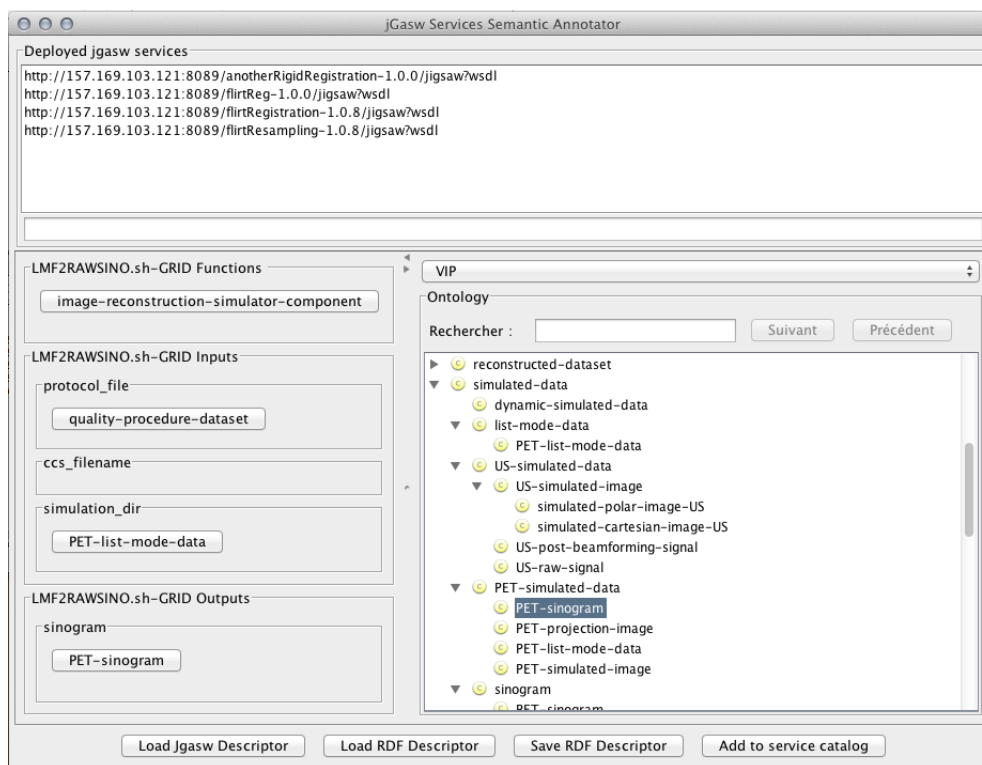 jGasw Services Semantic Annotator
Deployed jgasw services
http://157.169.103.121:8089/anotherRigidRegistration-1.0.0/jigsaw?wsdl
http://157.169.103.121:8089/flirtReg-1.0.0/jigsaw?wsdl
http://157.169.103.121:8089/flirtRegistration-1.0.8/jigsaw?wsdl
http://157.169.103.121:8089/flirtResampling-1.0.8/jigsaw?wsdl
LMF2RAWSINO.sh-GRID Functions
image-reconstruction-simulator-component
LMF2RAWSINO.sh-GRID Inputs
protocol_file
quality-procedure-dataset
ccs_filename
simulation_dir
PET-list-mode-data
LMF2RAWSINO.sh-GRID Outputs
sinogram
PET-sinogram
VIP
Ontology
Rechercher :
Suivant
Précédent
reconstructed-dataset
simulated-data
dynamic-simulated-data
list-mode-data
PET-list-mode-data
US-simulated-data
US-simulated-image
simulated-polar-image-US
simulated-cartesian-image-US
US-post-beamforming-signal
US-raw-signal
PET-simulated-data
PET-sinogram
PET-projection-image
PET-list-mode-data
PET-simulated-image
sinogram
PET-sinogram
Load Jgasw Descriptor
Load RDF Descriptor
Save RDF Descriptor
Add to service catalog